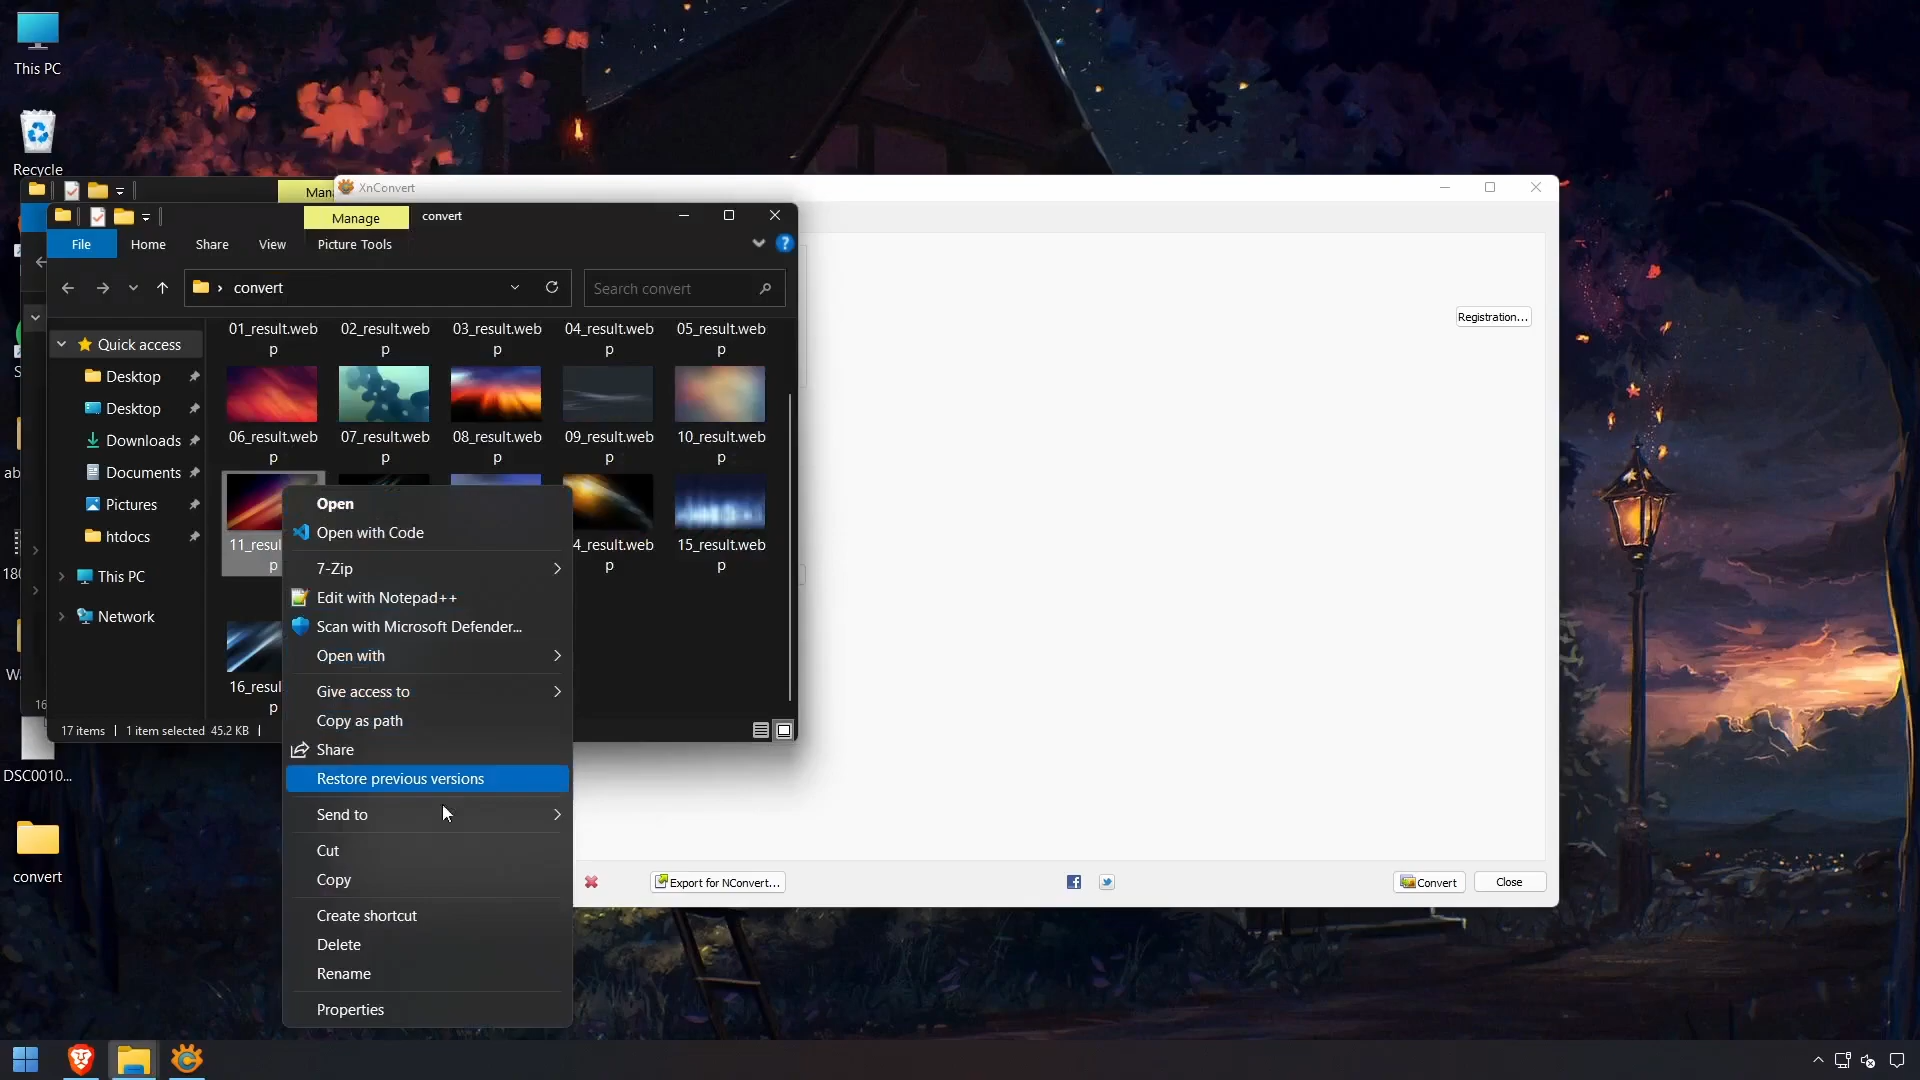 This PC
Recycle
Man
XnConvert
Manage
convert
File
Home
Share
View
Picture Tools
convert
Search convert
Registration...
Quick access
Desktop
Desktop
Downloads
Documents
Pictures
htdocs
This PC
Network
01_result.web
p
02_result.web
p
03_result.web
p
04_result.web
p
05_result.web
p
06_result.web
p
07_result.web
p
08_result.web
p
09_result.web
p
10_result.web
p
11_resul
p
4_result.web
p
15_result.web
p
16_resul
p
17 items
1 item selected 45.2 KB
Open
Open with Code
7-Zip
Edit with Notepad++
Scan with Microsoft Defender...
Open with
Give access to
Copy as path
Share
Restore previous versions
Send to
Cut
Copy
Create shortcut
Delete
Rename
Properties
S
ab
180
Wa
16
DSC0010...
convert
Export for NConvert...
Convert
Close